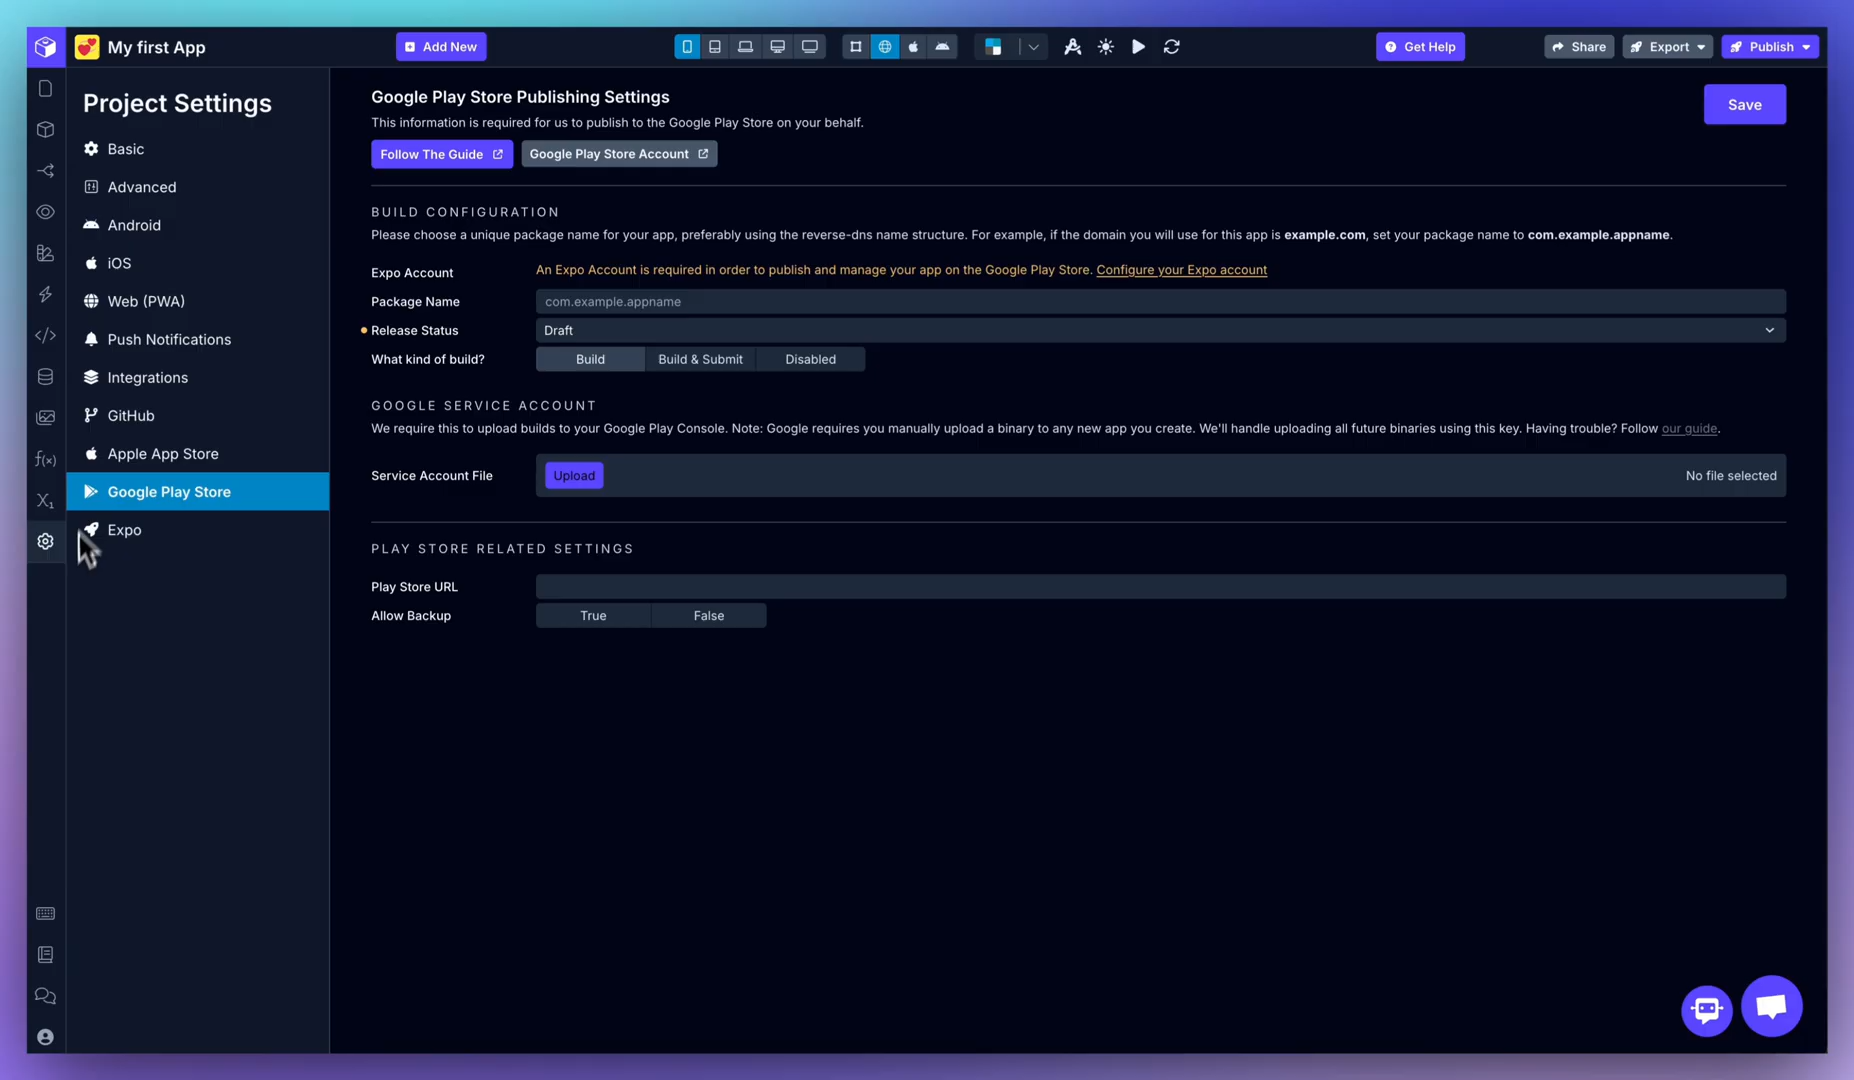 My first App
Add New
Get Help
Share
Export
Publish
Project Settings
Basic
Advanced
Android
iOS
Web (PWA)
Push Notifications
Integrations
GitHub
Apple App Store
Google Play Store
Expo
Google Play Store Publishing Settings
Save
This information is required for us to publish to the Google Play Store on your behalf.
Follow The Guide
Google Play Store Account
BUILD CONFIGURATION
Please choose a unique package name for your app, preferably using the reverse-dns name structure. For example, if the domain you will use for this app is example.com, set your package name to com.example.appname.
Expo Account An Expo Account is required in order to publish and manage your app on the Google Play Store. Configure your Expo account
Package Name com.example.appname
Release Status Draft
What kind of build? Build Build & Submit Disabled
GOOGLE SERVICE ACCOUNT
We require this to upload builds to your Google Play Console. Note: Google requires you manually upload a binary to any new app you create. We'll handle uploading all future binaries using this key. Having trouble? Follow our guide.
Service Account File Upload No file selected
PLAY STORE RELATED SETTINGS
Play Store URL
Allow Backup True False